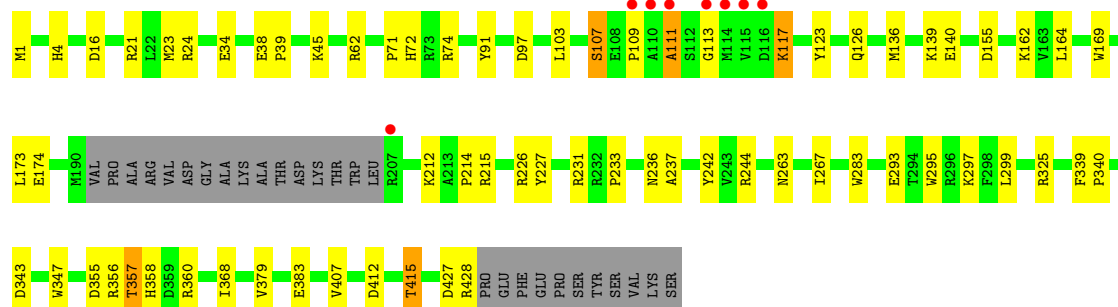 M1 H4 D16 R21 L22 M23 R24 E34 E38 P39 K45 R62 P71 H72 R73 R74 Y91 D97 L103 S107 E108 P109 A110 A111 S112 G113 M114 V115 D116 K117 Y123 Q126 M136 K139 E140 D155 K162 V163 L164 W169
L173 E174 M190 VAL PRO ALA ARG VAL ASP GLY ALA LYS ALA THR ASP LYS THR TRP LEU R207 K212 A213 P214 R215 R226 Y227 R231 R232 P233 N236 A237 Y242 V243 R244 N263 I267 W283 E293 T294 W295 R296 K297 F298 L299 R325 F339 P340
D343 W347 D355 R356 T357 H358 D359 R360 I368 V379 E383 V407 D412 T415 D427 R428 PRO GLU PHE GLU PRO SER TYR SER VAL LYS SER